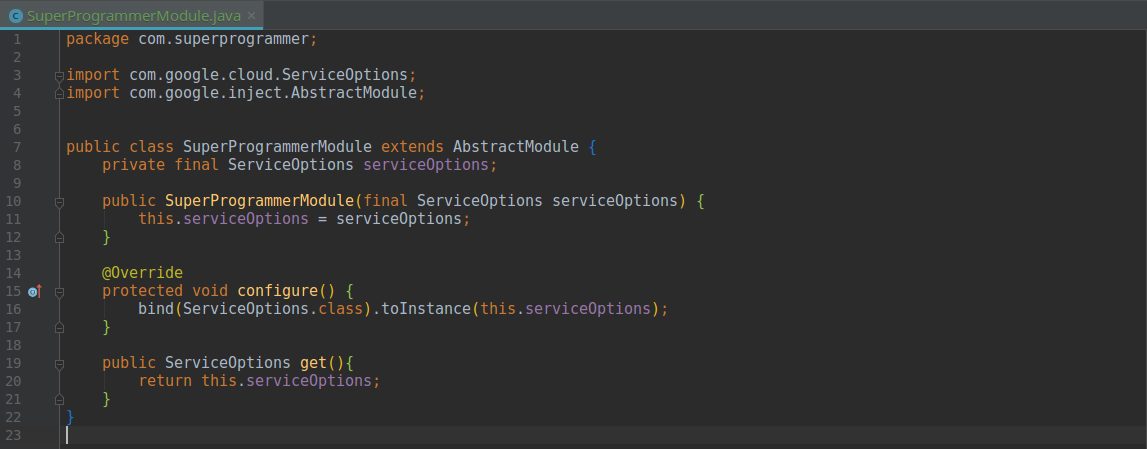 SuperProgrammerModule.java ×
1 package com.superprogrammer;
2
3 import com.google.cloud.ServiceOptions;
4 import com.google.inject.AbstractModule;
5
6
7 public class SuperProgrammerModule extends AbstractModule {
8     private final ServiceOptions serviceOptions;
9
10     public SuperProgrammerModule(final ServiceOptions serviceOptions) {
11         this.serviceOptions = serviceOptions;
12     }
13
14     @Override
15     protected void configure() {
16         bind(ServiceOptions.class).toInstance(this.serviceOptions);
17     }
18
19     public ServiceOptions get(){
20         return this.serviceOptions;
21     }
22 }
23